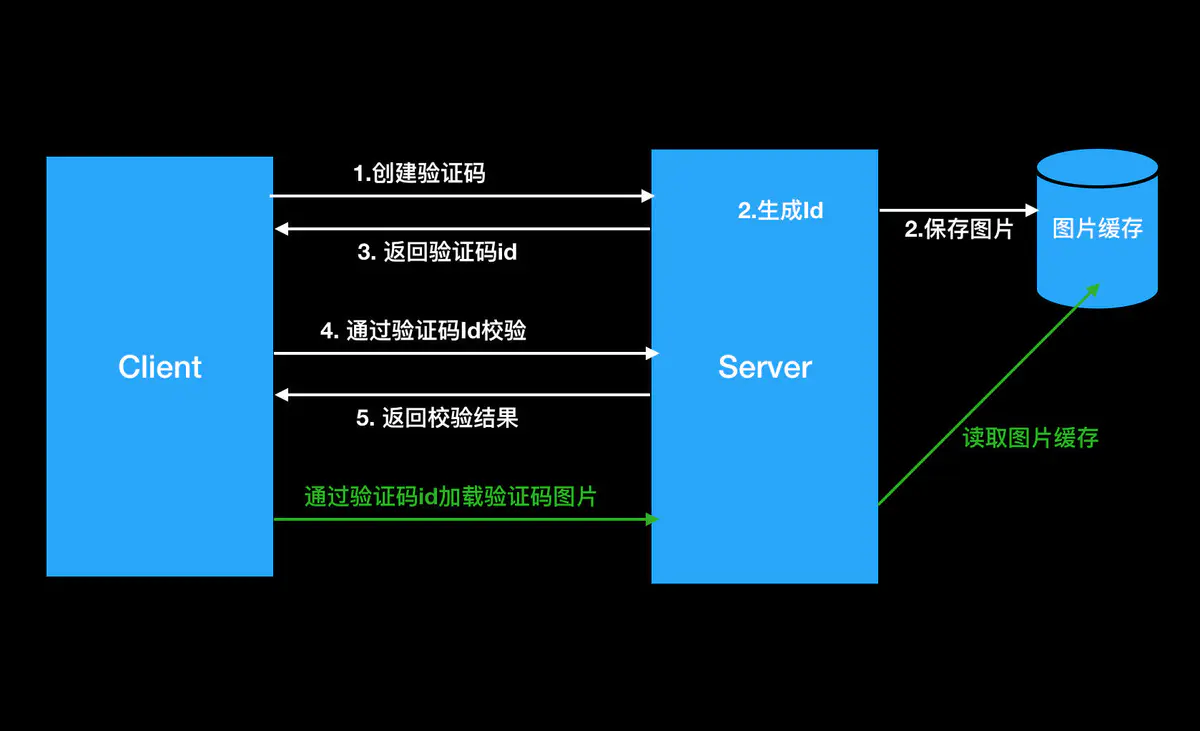 1.创建验证码
2.生成Id
2.保存图片
图片缓存
3. 返回验证码id
4. 通过验证码Id校验
Client
Server
5. 返回校验结果
读取图片缓存
通过验证码id加载验证码图片